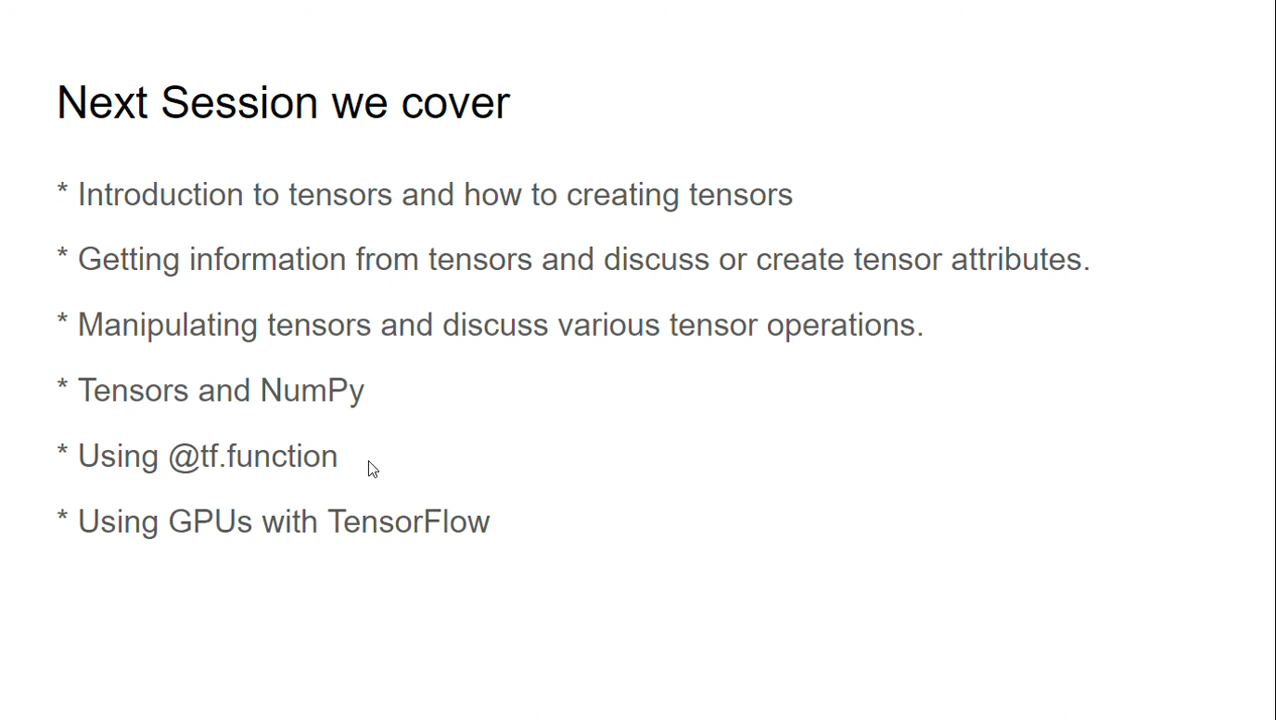 Next Session we cover
* Introduction to tensors and how to creating tensors
* Getting information from tensors and discuss or create tensor attributes.
* Manipulating tensors and discuss various tensor operations.
* Tensors and NumPy
* Using @tf.function
* Using GPUs with TensorFlow